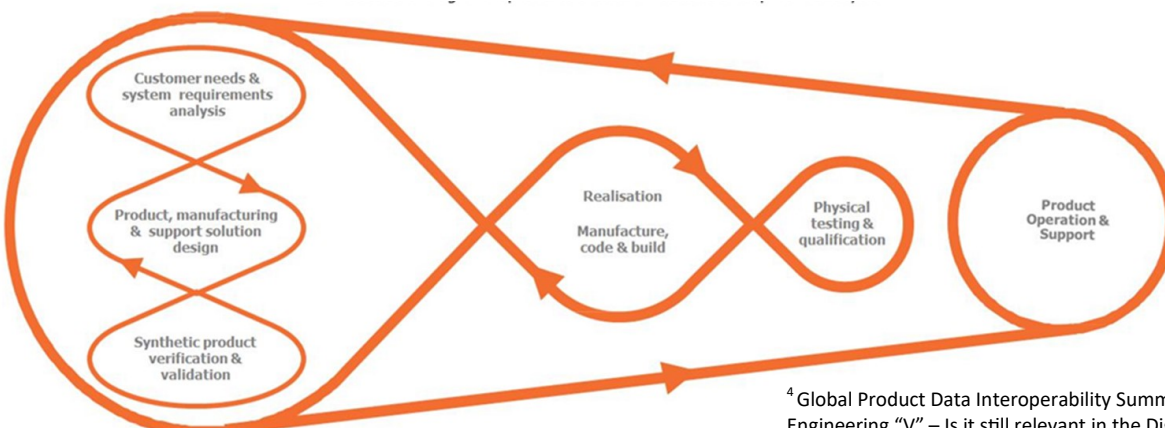 Customer needs &
system requirements
analysis
Product, manufacturing
& support solution
design
Synthetic product
verification &
validation
Realisation
Manufacture,
code & build
Physical
testing &
qualification
Product
Operation &
Support
4 Global Product Data Interoperability Summ
Engineering “V” – Is it still relevant in the Di